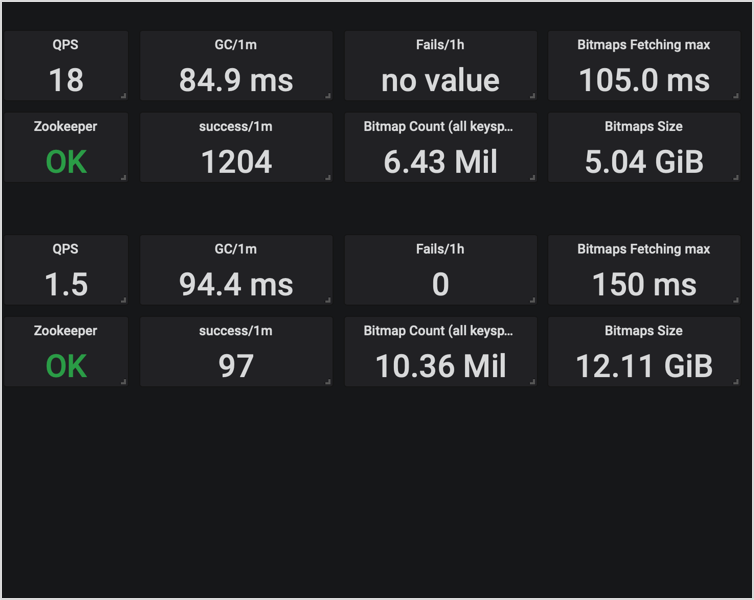 QPS
GC/1m
Fails/1h
Bitmaps Fetching max
18
84.9 ms
no value
105.0 ms
Zookeeper
success/1m
Bitmap Count (all keysp...
Bitmaps Size
OK
1204
6.43 Mil
5.04 GiB
QPS
GC/1m
Fails/1h
Bitmaps Fetching max
1.5
94.4 ms
0
150 ms
Zookeeper
success/1m
Bitmap Count (all keysp...
Bitmaps Size
OK
97
10.36 Mil
12.11 GiB